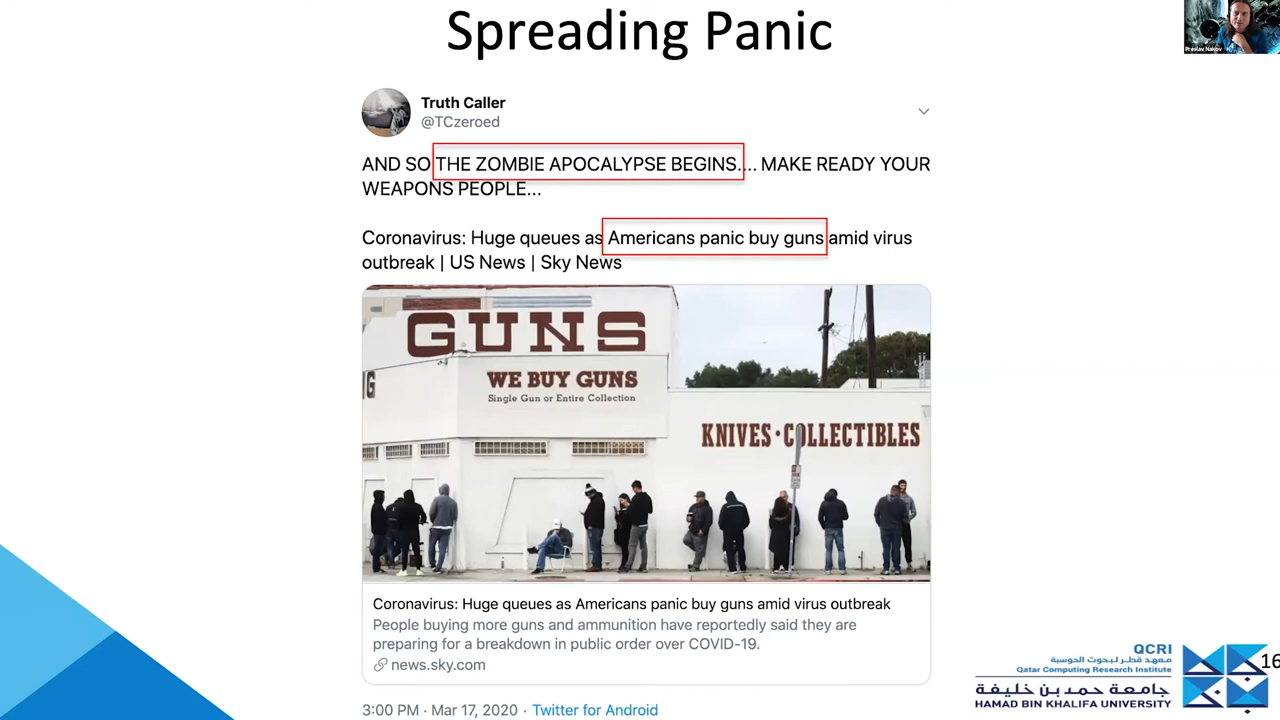 Spreading Panic
Preslav Nakov
Truth Caller
@TCzeroed
AND SO THE ZOMBIE APOCALYPSE BEGINS.... MAKE READY YOUR
WEAPONS PEOPLE...
Coronavirus: Huge queues as Americans panic buy guns amid virus
outbreak | US News | Sky News
GUNS
WE BUY GUNS
Single Gun or Entire Collection
KNIVES · COLLECTIBLES
Coronavirus: Huge queues as Americans panic buy guns amid virus outbreak
People buying more guns and ammunition have reportedly said they are
preparing for a breakdown in public order over COVID-19.
news.sky.com
3:00 PM · Mar 17, 2020 · Twitter for Android
QCRI
معهد قطر لبحوث الحوسبة
Qatar Computing Research Institute
جامعة حمد بن خليفة
HAMAD BIN KHALIFA UNIVERSITY
16